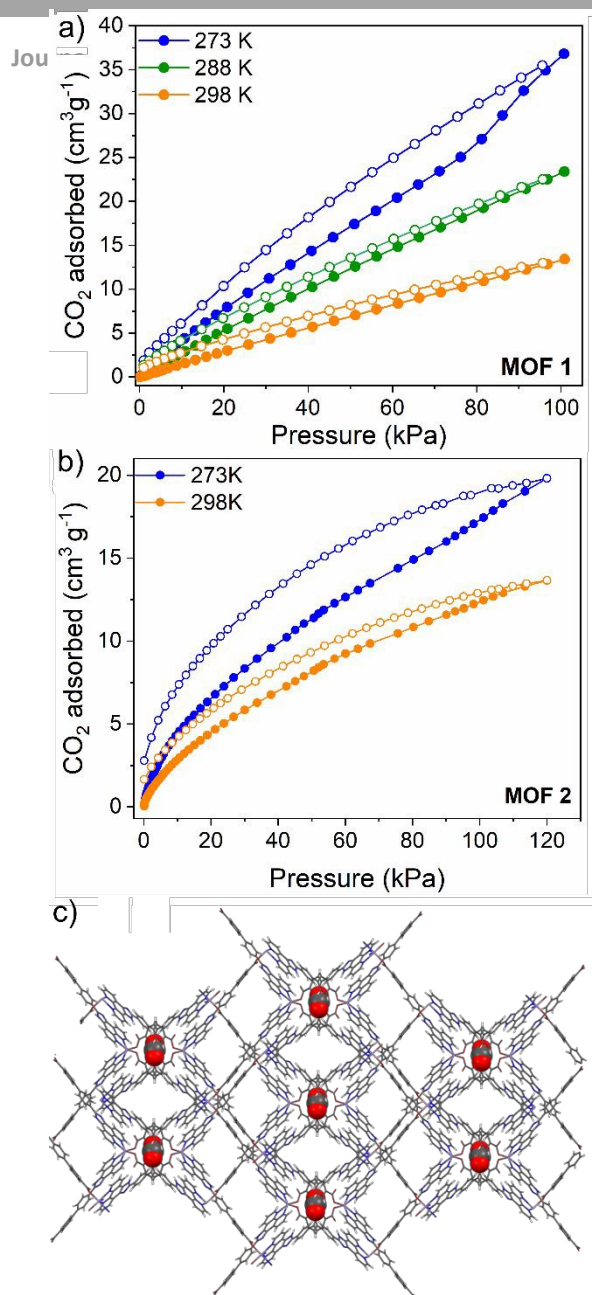 a)
Jou
40
35
30
25
20
15
10
5
0
CO₂ adsorbed (cm³g⁻¹)
273 K
288 K
298 K
MOF 1
0 20 40 60 80 100
Pressure (kPa)
b)
20
15
10
5
0
CO₂ adsorbed (cm³ g⁻¹)
273K
298K
MOF 2
0 20 40 60 80 100 120
Pressure (kPa)
c)